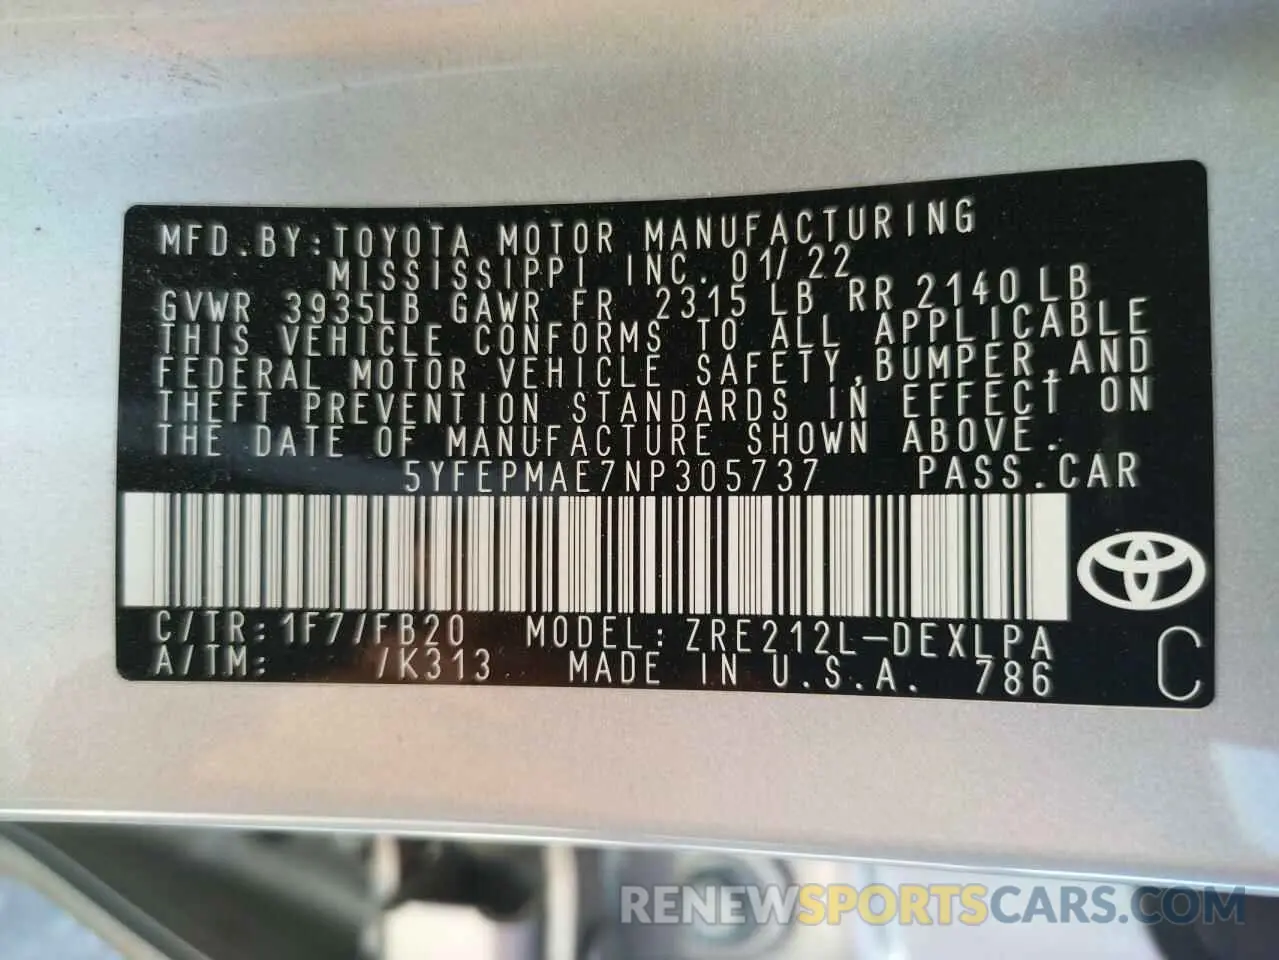 MFD.BY:TOYOTA MOTOR MANUFACTURING
MISSISSIPPI INC. 01/22
GVWR 3935LB GAWR FR 2315 LB RR 2140 LB
THIS VEHICLE CONFORMS TO ALL APPLICABLE
FEDERAL MOTOR VEHICLE SAFETY,BUMPER,AND
THEFT PREVENTION STANDARDS IN EFFECT ON
THE DATE OF MANUFACTURE SHOWN ABOVE.
5YFEPMAE7NP305737 PASS.CAR
C/TR: 1F7/FB20 MODEL: ZRE212L-DEXLPA
A/TM: /K313 MADE IN U.S.A. 786
C
RENEWSPORTSCARS.COM